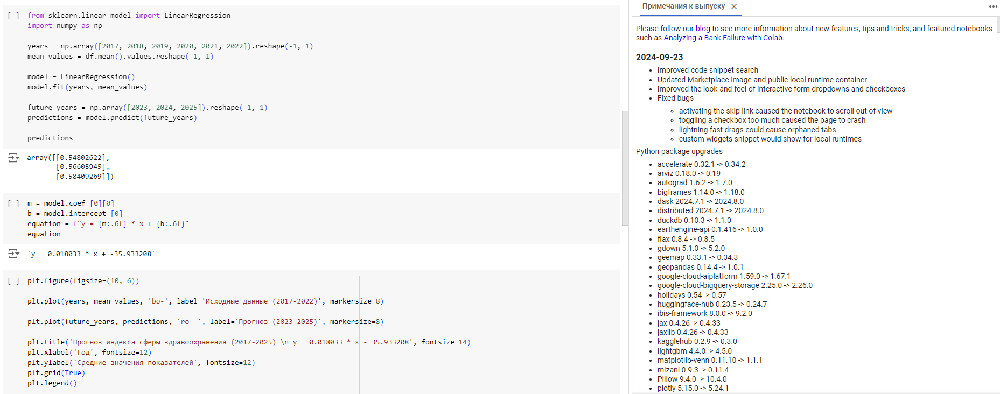 [ ] from sklearn.linear_model import LinearRegression
import numpy as np
years = np.array([2017, 2018, 2019, 2020, 2021, 2022]).reshape(-1, 1)
mean_values = df.mean().values.reshape(-1, 1)
model = LinearRegression()
model.fit(years, mean_values)
future_years = np.array([2023, 2024, 2025]).reshape(-1, 1)
predictions = model.predict(future_years)
predictions
array([[0.54802622],
[0.56605945],
[0.58409269]])
[ ] m = model.coef_[0][0]
b = model.intercept_[0]
equation = f"y = {m:.6f} * x + {b:.6f}"
equation
'y = 0.018033 * x + -35.933208'
[ ] plt.figure(figsize=(10, 6))
plt.plot(years, mean_values, 'bo-', label='Исходные данные (2017-2022)', markersize=8)
plt.plot(future_years, predictions, 'ro--', label='Прогноз (2023-2025)', markersize=8)
plt.title('Прогноз индекса сферы здравоохранения (2017-2025) \n y = 0.018033 * x - 35.933208', fontsize=14)
plt.xlabel('Год', fontsize=12)
plt.ylabel('Средние значения показателей', fontsize=12)
plt.grid(True)
plt.legend()
Примечания к выпуску
Please follow our blog to see more information about new features, tips and tricks, and featured notebooks
such as Analyzing a Bank Failure with Colab.
2024-09-23
Improved code snippet search
Updated Marketplace image and public local runtime container
Improved the look-and-feel of interactive form dropdowns and checkboxes
Fixed bugs
activating the skip link caused the notebook to scroll out of view
toggling a checkbox too much caused the page to crash
lightning fast drags could cause orphaned tabs
custom widgets snippet would show for local runtimes
Python package upgrades
accelerate 0.32.1 -> 0.34.2
arviz 0.18.0 -> 0.19
autograd 1.6.2 -> 1.7.0
bigframes 1.14.0 -> 1.18.0
dask 2024.7.1 -> 2024.8.0
distributed 2024.7.1 -> 2024.8.0
duckdb 0.10.3 -> 1.1.0
earthengine-api 0.1.416 -> 1.0.0
flax 0.8.4 -> 0.8.5
gdown 5.1.0 -> 5.2.0
geemap 0.33.1 -> 0.34.3
geopandas 0.14.4 -> 1.0.1
google-cloud-aiplatform 1.59.0 -> 1.67.1
google-cloud-bigquery-storage 2.25.0 -> 2.26.0
holidays 0.54 -> 0.57
huggingface-hub 0.23.5 -> 0.24.7
ibis-framework 8.0.0 -> 9.2.0
jax 0.4.26 -> 0.4.33
jaxlib 0.4.26 -> 0.4.33
kagglehub 0.2.9 -> 0.3.0
lightgbm 4.4.0 -> 4.5.0
matplotlib-venn 0.11.10 -> 1.1.1
mizani 0.9.3 -> 0.11.4
Pillow 9.4.0 -> 10.4.0
plotly 5.15.0 -> 5.24.1